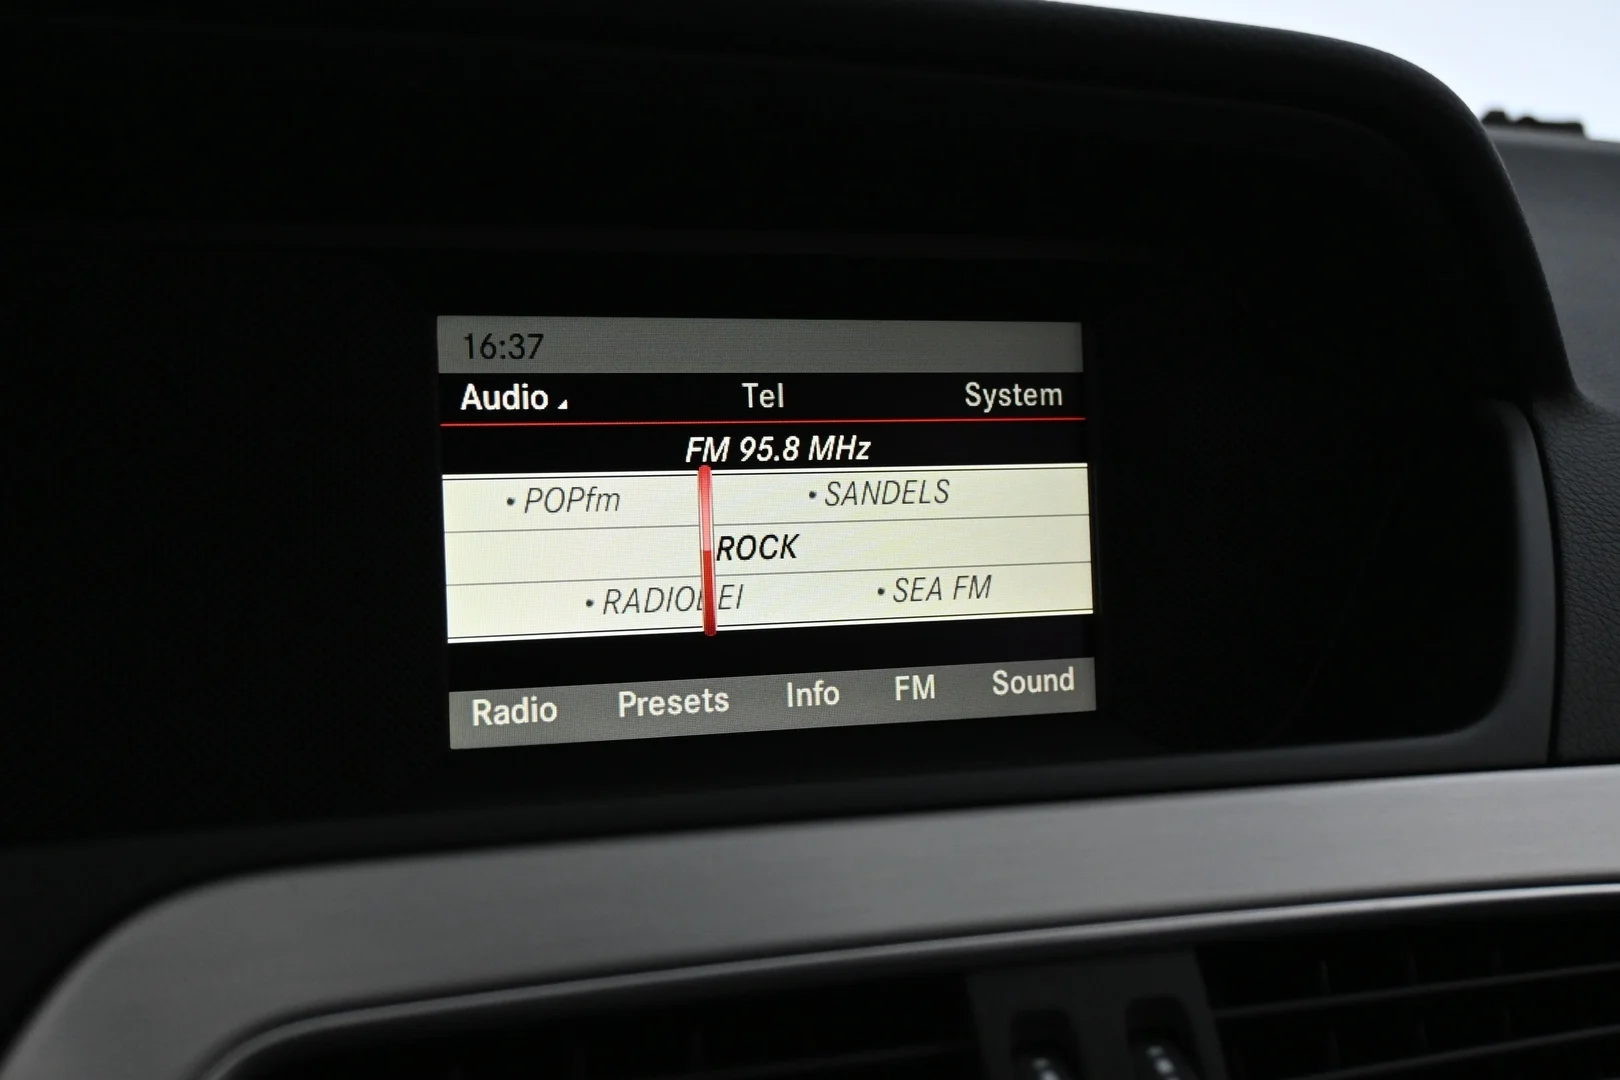 16:37
Audio Tel System
FM 95.8 MHz
• POPfm • SANDELS
ROCK
• SEA FM
Radio Presets Info FM Sound